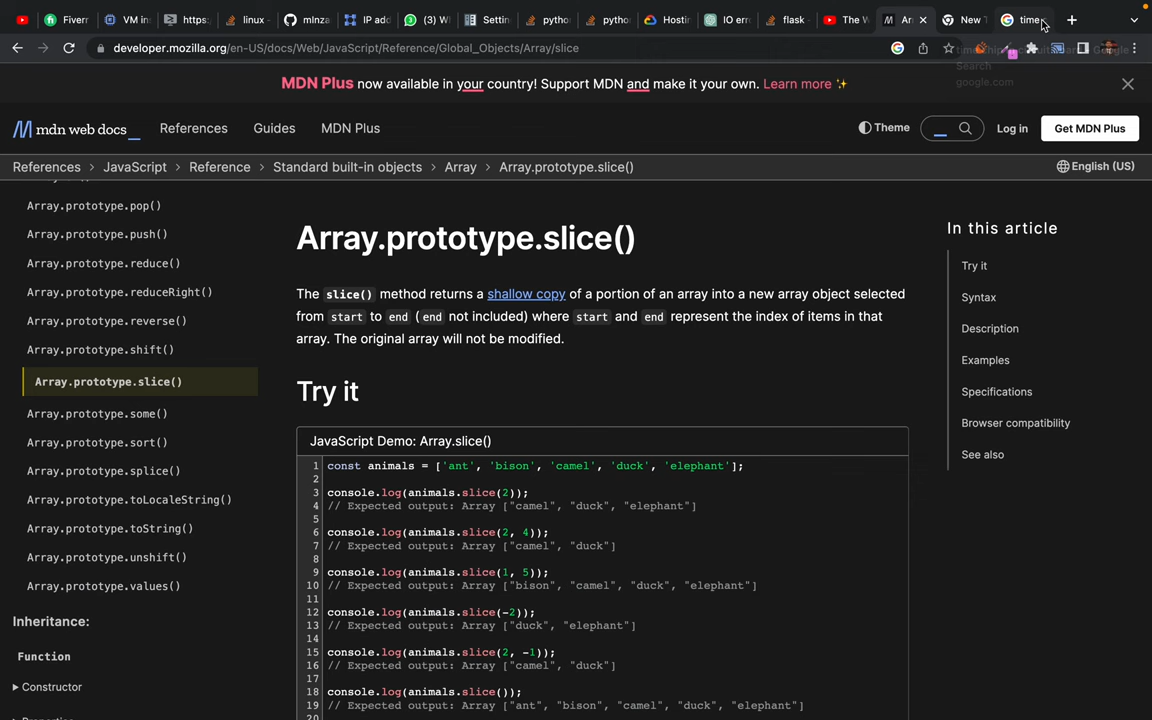 Fiverr
VM in
https:
linux -
mlnza
IP add
(3) W
Settin
python
python
Hostin
IO erro
flask -
The W
Arr
New T
time
developer.mozilla.org/en-US/docs/Web/JavaScript/Reference/Global_Objects/Array/slice
Search
google.com
MDN Plus now available in your country! Support MDN and make it your own. Learn more ✨
mdn web docs_
References
Guides
MDN Plus
Theme
Log in
Get MDN Plus
References > JavaScript > Reference > Standard built-in objects > Array > Array.prototype.slice()
English (US)
Array.prototype.pop()
Array.prototype.push()
Array.prototype.reduce()
Array.prototype.reduceRight()
Array.prototype.reverse()
Array.prototype.shift()
Array.prototype.slice()
Array.prototype.some()
Array.prototype.sort()
Array.prototype.splice()
Array.prototype.toLocaleString()
Array.prototype.toString()
Array.prototype.unshift()
Array.prototype.values()
Inheritance:
Function
Constructor
Array.prototype.slice()
The slice() method returns a shallow copy of a portion of an array into a new array object selected
from start to end ( end not included) where start and end represent the index of items in that
array. The original array will not be modified.
Try it
JavaScript Demo: Array.slice()
1 const animals = ['ant', 'bison', 'camel', 'duck', 'elephant'];
2
3 console.log(animals.slice(2));
4 // Expected output: Array ["camel", "duck", "elephant"]
5
6 console.log(animals.slice(2, 4));
7 // Expected output: Array ["camel", "duck"]
8
9 console.log(animals.slice(1, 5));
10 // Expected output: Array ["bison", "camel", "duck", "elephant"]
11
12 console.log(animals.slice(-2));
13 // Expected output: Array ["duck", "elephant"]
14
15 console.log(animals.slice(2, -1));
16 // Expected output: Array ["camel", "duck"]
17
18 console.log(animals.slice());
19 // Expected output: Array ["ant", "bison", "camel", "duck", "elephant"]
20
In this article
Try it
Syntax
Description
Examples
Specifications
Browser compatibility
See also